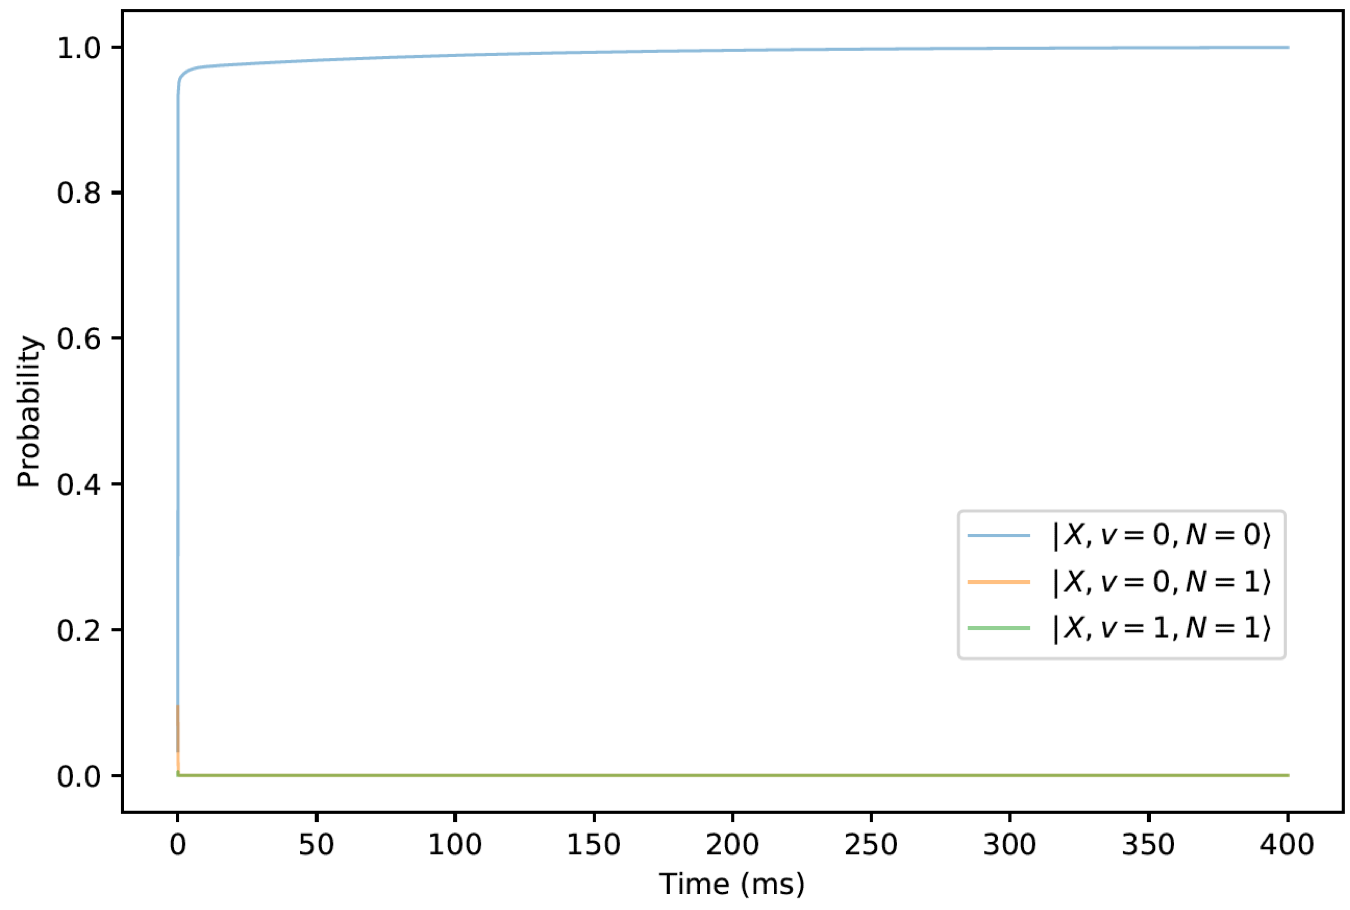 1.0
0.8
0.6
0.4
0.2
0.0
Probability
0 50 100 150 200 250 300 350 400
Time (ms)
|X, v = 0, N = 0⟩
|X, v = 0, N = 1⟩
|X, v = 1, N = 1⟩